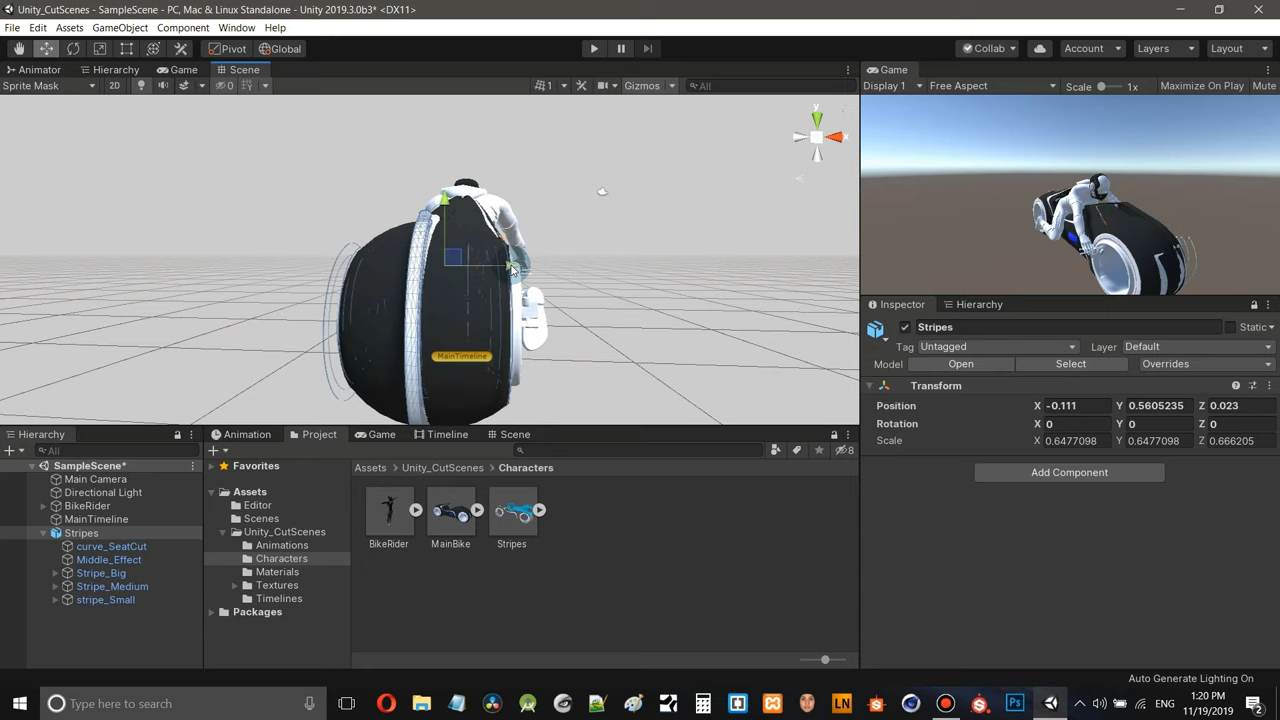 Unity_CutScenes - SampleScene - PC, Mac & Linux Standalone - Unity 2019.3.0b3* <DX11>
File Edit Assets GameObject Component Window Help
Pivot Global Collab Account Layers Layout
Animator Hierarchy Game Scene Game
Sprite Mask 2D 0 1 Gizmos All Display 1 Free Aspect Scale 1x Maximize On Play Mute
y
x
MainTimeline
Inspector Hierarchy
Stripes Static
Tag Untagged Layer Default
Model Open Select Overrides
Transform
Position X -0.111 Y 0.5605235 Z 0.023
Rotation X 0 Y 0 Z 0
Scale X 0.6477098 Y 0.6477098 Z 0.666205
Add Component
Hierarchy Animation Project Game Timeline Scene
All 8
SampleScene*
Main Camera
Directional Light
BikeRider
MainTimeline
Stripes
curve_SeatCut
Middle_Effect
Stripe_Big
Stripe_Medium
stripe_Small
Favorites
Assets
Editor
Scenes
Unity_CutScenes
Animations
Characters
Materials
Textures
Timelines
Packages
Assets Unity_CutScenes Characters
BikeRider MainBike Stripes
Auto Generate Lighting On
Type here to search
LN
Ps
1:20 PM
11/19/2019
2